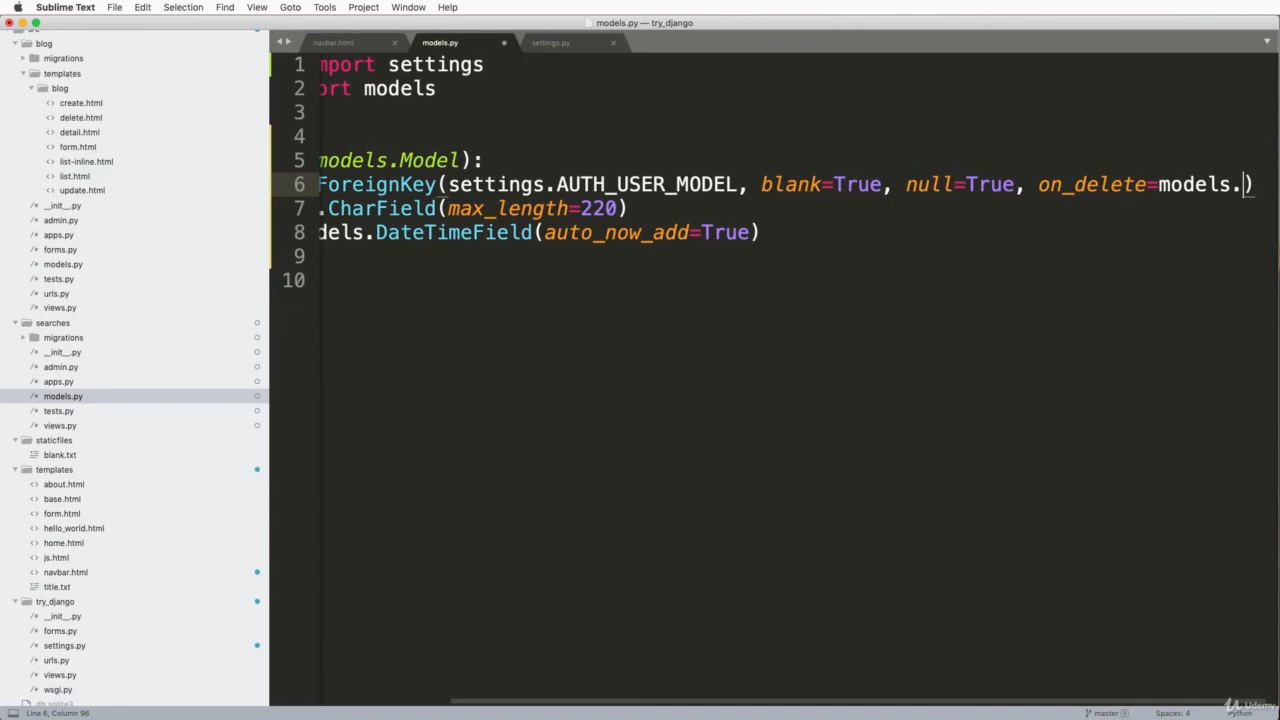 Sublime Text File Edit Selection Find View Goto Tools Project Window Help
models.py — try_django
navbar.html
models.py
settings.py
blog
migrations
templates
blog
create.html
delete.html
detail.html
form.html
list-inline.html
list.html
update.html
__init__.py
admin.py
apps.py
forms.py
models.py
tests.py
urls.py
views.py
searches
migrations
__init__.py
admin.py
apps.py
models.py
tests.py
views.py
staticfiles
blank.txt
templates
about.html
base.html
form.html
hello_world.html
home.html
js.html
navbar.html
title.txt
try_django
__init__.py
forms.py
settings.py
urls.py
views.py
wsgi.py
db.sqlite3
1 mport settings
2 ort models
3
4
5 models.Model):
6 ForeignKey(settings.AUTH_USER_MODEL, blank=True, null=True, on_delete=models.)
7 .CharField(max_length=220)
8 dels.DateTimeField(auto_now_add=True)
9
10
Line 6, Column 96
master
Spaces: 4
Python
Udemy